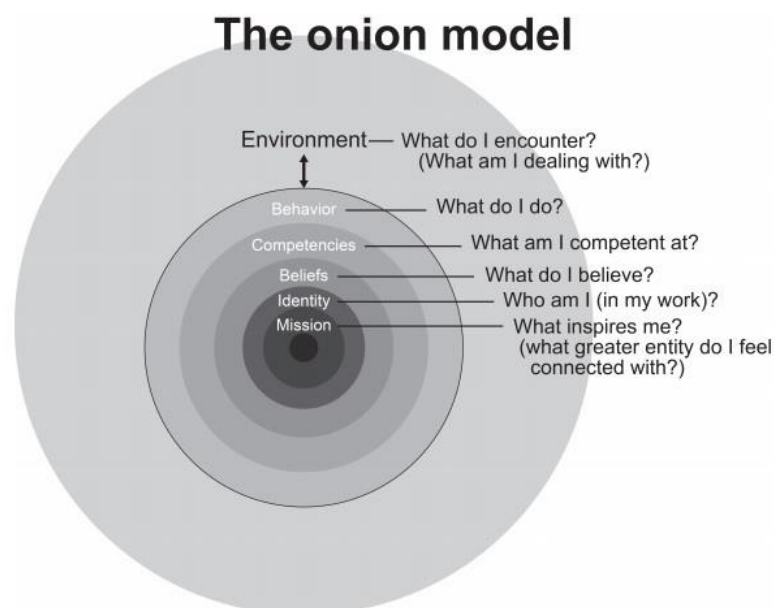 The onion model
Environment
What do I encounter?
(What am I dealing with?)
Behavior
What do I do?
Competencies
What am I competent at?
Beliefs
What do I believe?
Identity
Who am I (in my work)?
Mission
What inspires me?
(what greater entity do I feel
connected with?)